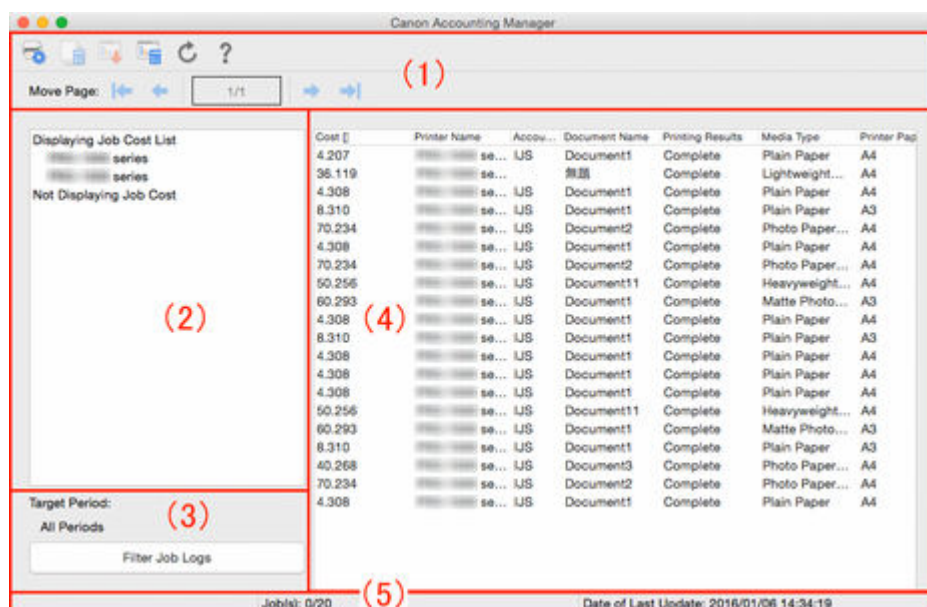 Canon Accounting Manager
?
(1)
Move Page: 1/1
Displaying Job Cost List
series
series
Not Displaying Job Cost
(2)
Target Period:
(3)
All Periods
Filter Job Logs
Cost [] Printer Name Accou... Document Name Printing Results Media Type Printer Pap
4.207 se... IJS Document1 Complete Plain Paper A4
36.119 se... 無題 Complete Lightweight... A4
4.308 se... IJS Document1 Complete Plain Paper A4
8.310 se... IJS Document1 Complete Plain Paper A3
70.234 se... IJS Document2 Complete Photo Paper... A4
4.308 se... IJS Document1 Complete Plain Paper A4
70.234 se... IJS Document2 Complete Photo Paper... A4
50.256 se... IJS Document11 Complete Heavyweight... A4
60.293 se... IJS Document1 Complete Matte Photo... A3
4.308 (4) se... IJS Document1 Complete Plain Paper A4
8.310 se... IJS Document1 Complete Plain Paper A3
4.308 se... IJS Document1 Complete Plain Paper A4
4.308 se... IJS Document1 Complete Plain Paper A4
4.308 se... IJS Document1 Complete Plain Paper A4
50.256 se... IJS Document11 Complete Heavyweight... A4
60.293 se... IJS Document1 Complete Matte Photo... A3
8.310 se... IJS Document1 Complete Plain Paper A3
40.268 se... IJS Document3 Complete Photo Paper... A4
70.234 se... IJS Document2 Complete Photo Paper... A4
4.308 se... IJS Document1 Complete Plain Paper A4
Job(s): 0/20 (5) Date of Last Update: 2016/01/06 14:34:19